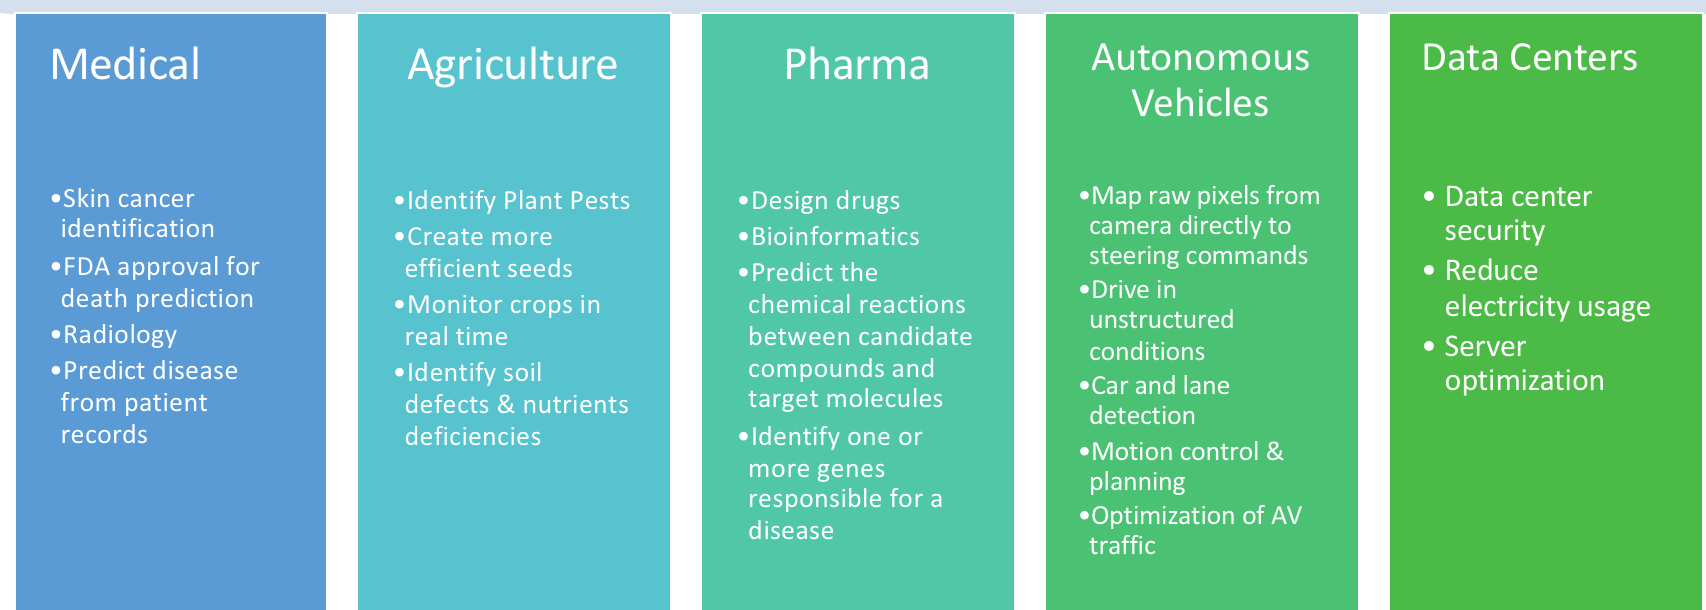 Medical
•Skin cancer
identification
•FDA approval for
death prediction
•Radiology
•Predict disease
from patient
records
Agriculture
•Identify Plant Pests
•Create more
efficient seeds
•Monitor crops in
real time
•Identify soil
defects & nutrients
deficiencies
Pharma
•Design drugs
•Bioinformatics
•Predict the
chemical reactions
between candidate
compounds and
target molecules
•Identify one or
more genes
responsible for a
disease
Autonomous
Vehicles
•Map raw pixels from
camera directly to
steering commands
•Drive in
unstructured
conditions
•Car and lane
detection
•Motion control &
planning
•Optimization of AV
traffic
Data Centers
• Data center
security
• Reduce
electricity usage
• Server
optimization